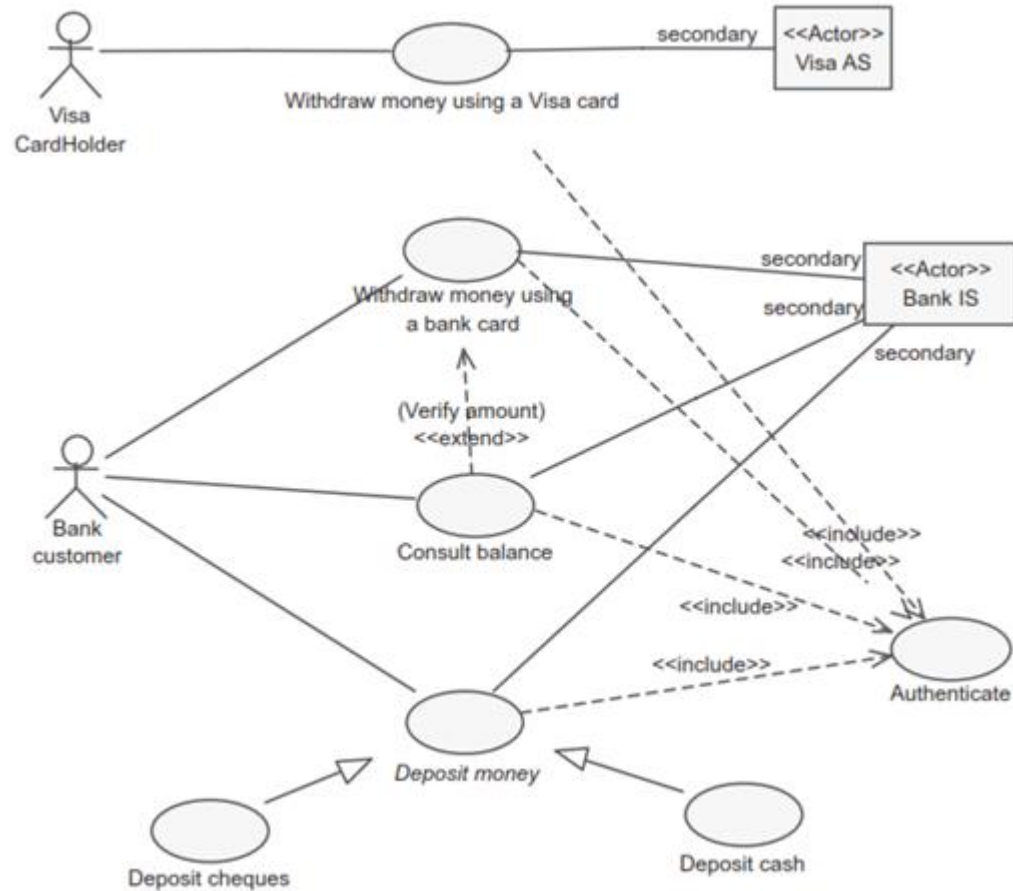 secondary
<<Actor>>
Visa AS
Withdraw money using a Visa card
Visa
CardHolder
secondary
<<Actor>>
Bank IS
Withdraw money using
a bank card
secondary
secondary
(Verify amount)
<<extend>>
Bank
customer
Consult balance
<<include>>
<<include>>
<<include>>
<<include>>
Authenticate
Deposit money
Deposit cheques
Deposit cash